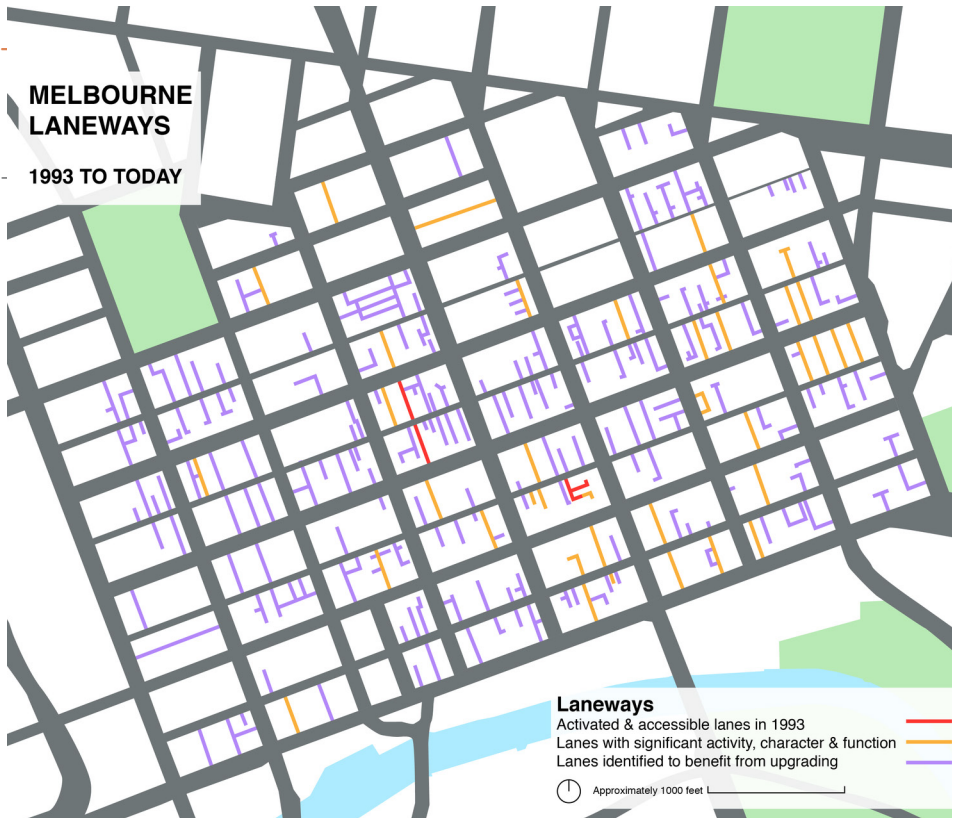 MELBOURNE
LANEWAYS
1993 TO TODAY
Laneways
Activated & accessible lanes in 1993
Lanes with significant activity, character & function
Lanes identified to benefit from upgrading
Approximately 1000 feet